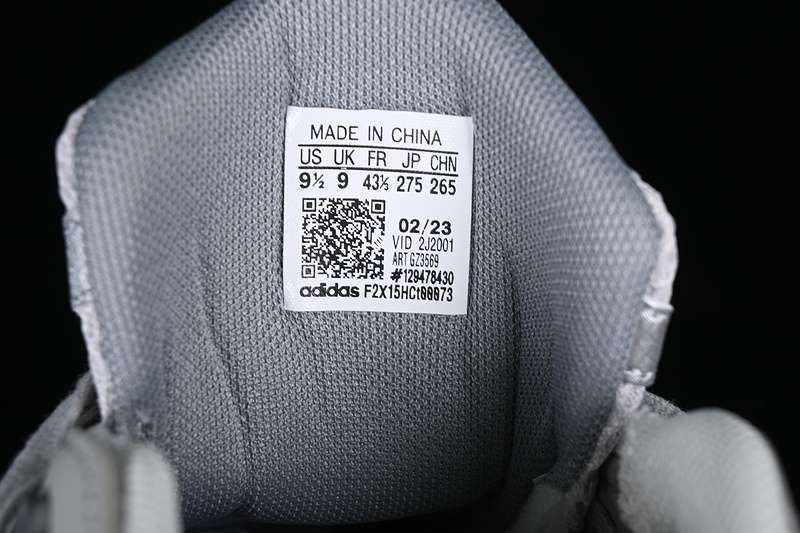 MADE IN CHINA
US UK FR JP CHN
9½ 9 43⅓ 275 265
02/23
VID 2J2001
ART GZ3569
#129478430
adidas F2X15HCt00073